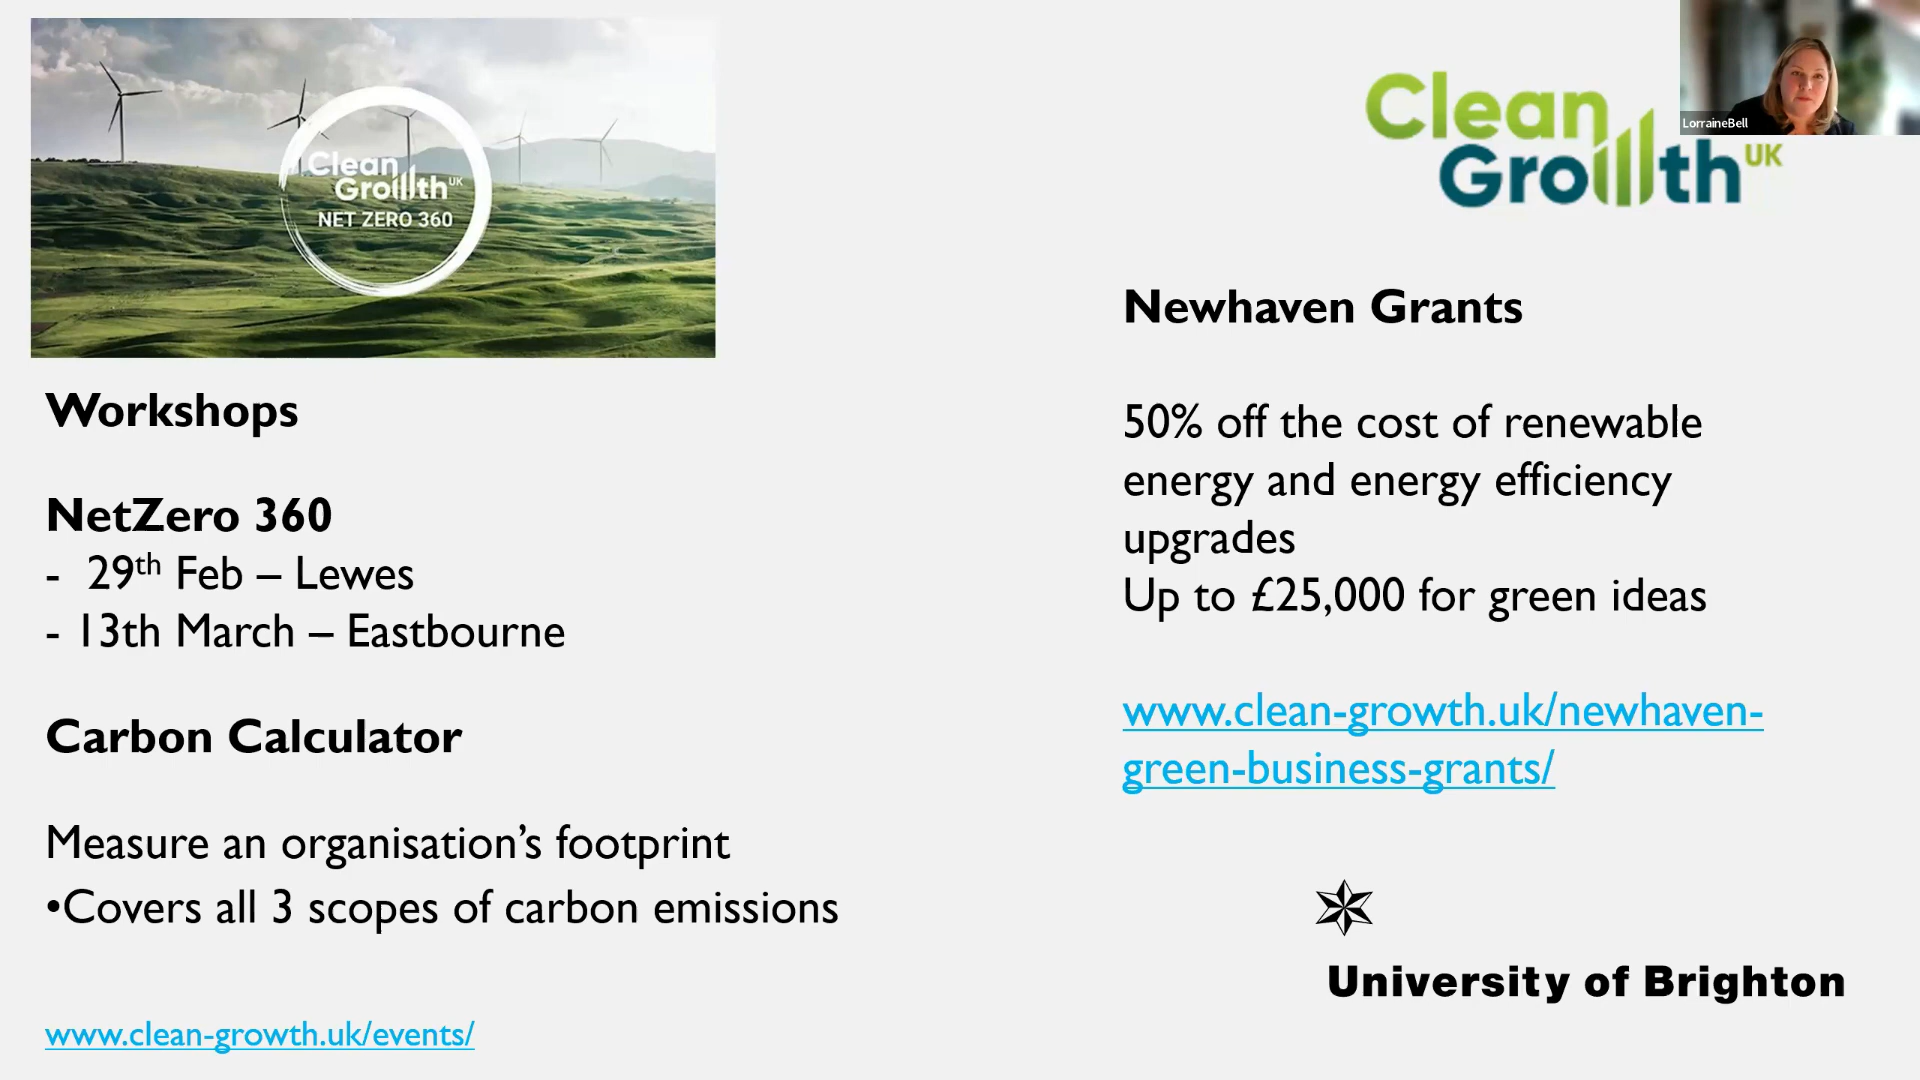 Clean
Growth UK
NET ZERO 360
Clean
Growth UK
LorraineBell
Workshops
NetZero 360
- 29th Feb – Lewes
- 13th March – Eastbourne
Carbon Calculator
Measure an organisation’s footprint
•Covers all 3 scopes of carbon emissions
www.clean-growth.uk/events/
Newhaven Grants
50% off the cost of renewable
energy and energy efficiency
upgrades
Up to £25,000 for green ideas
www.clean-growth.uk/newhaven-
green-business-grants/
University of Brighton